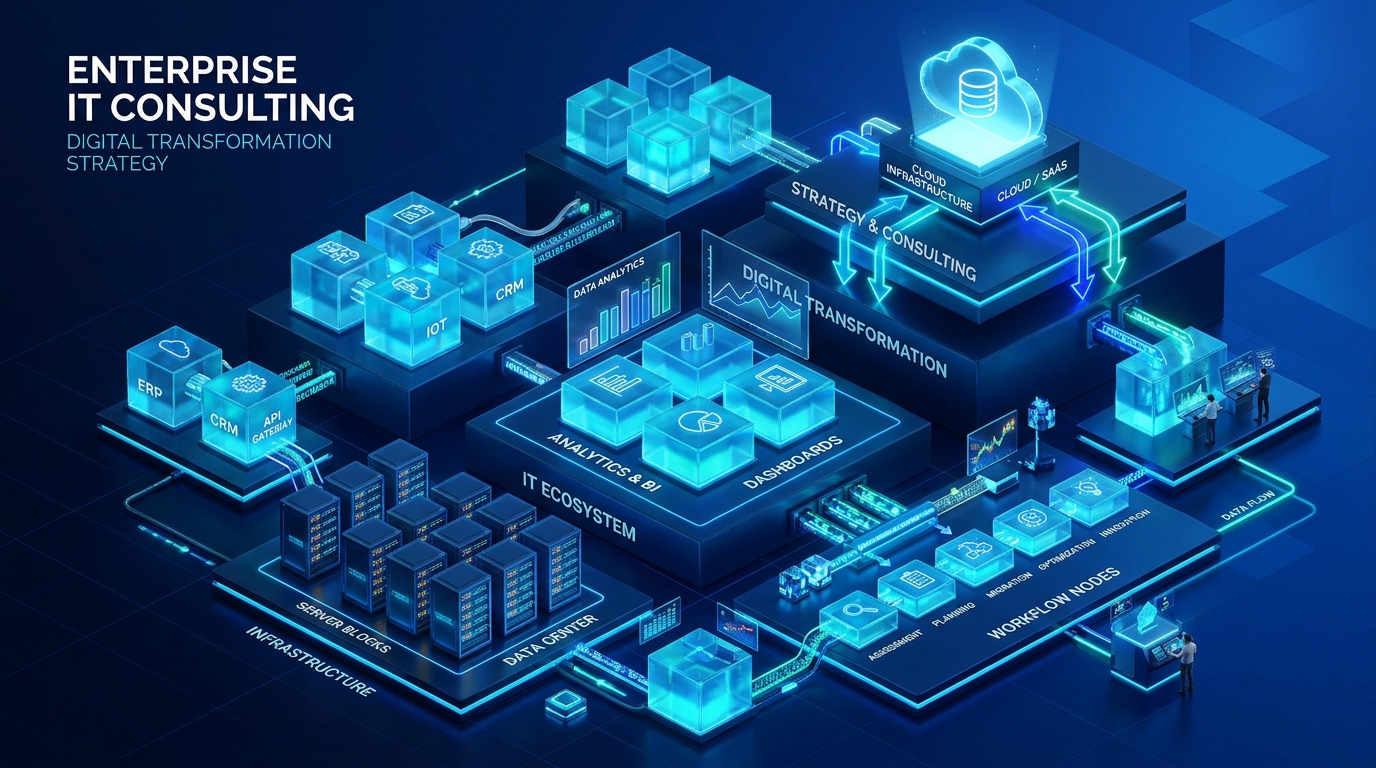 ENTERPRISE
IT CONSULTING
DIGITAL TRANSFORMATION
STRATEGY
CLOUD
INFRASTRUCTURE
CLOUD / SAAS
STRATEGY & CONSULTING
DIGITAL TRANSFORMATION
DATA ANALYTICS
CRM
IOT
ERP
CRM
API
GATEWAY
ANALYTICS & BI
DASHBOARDS
IT ECOSYSTEM
SERVER BLOCKS
DATA CENTER
INFRASTRUCTURE
ASSESSMENT
PLANNING
MIGRATION
OPTIMIZATION
INNOVATION
WORKFLOW NODES
DATA FLOW